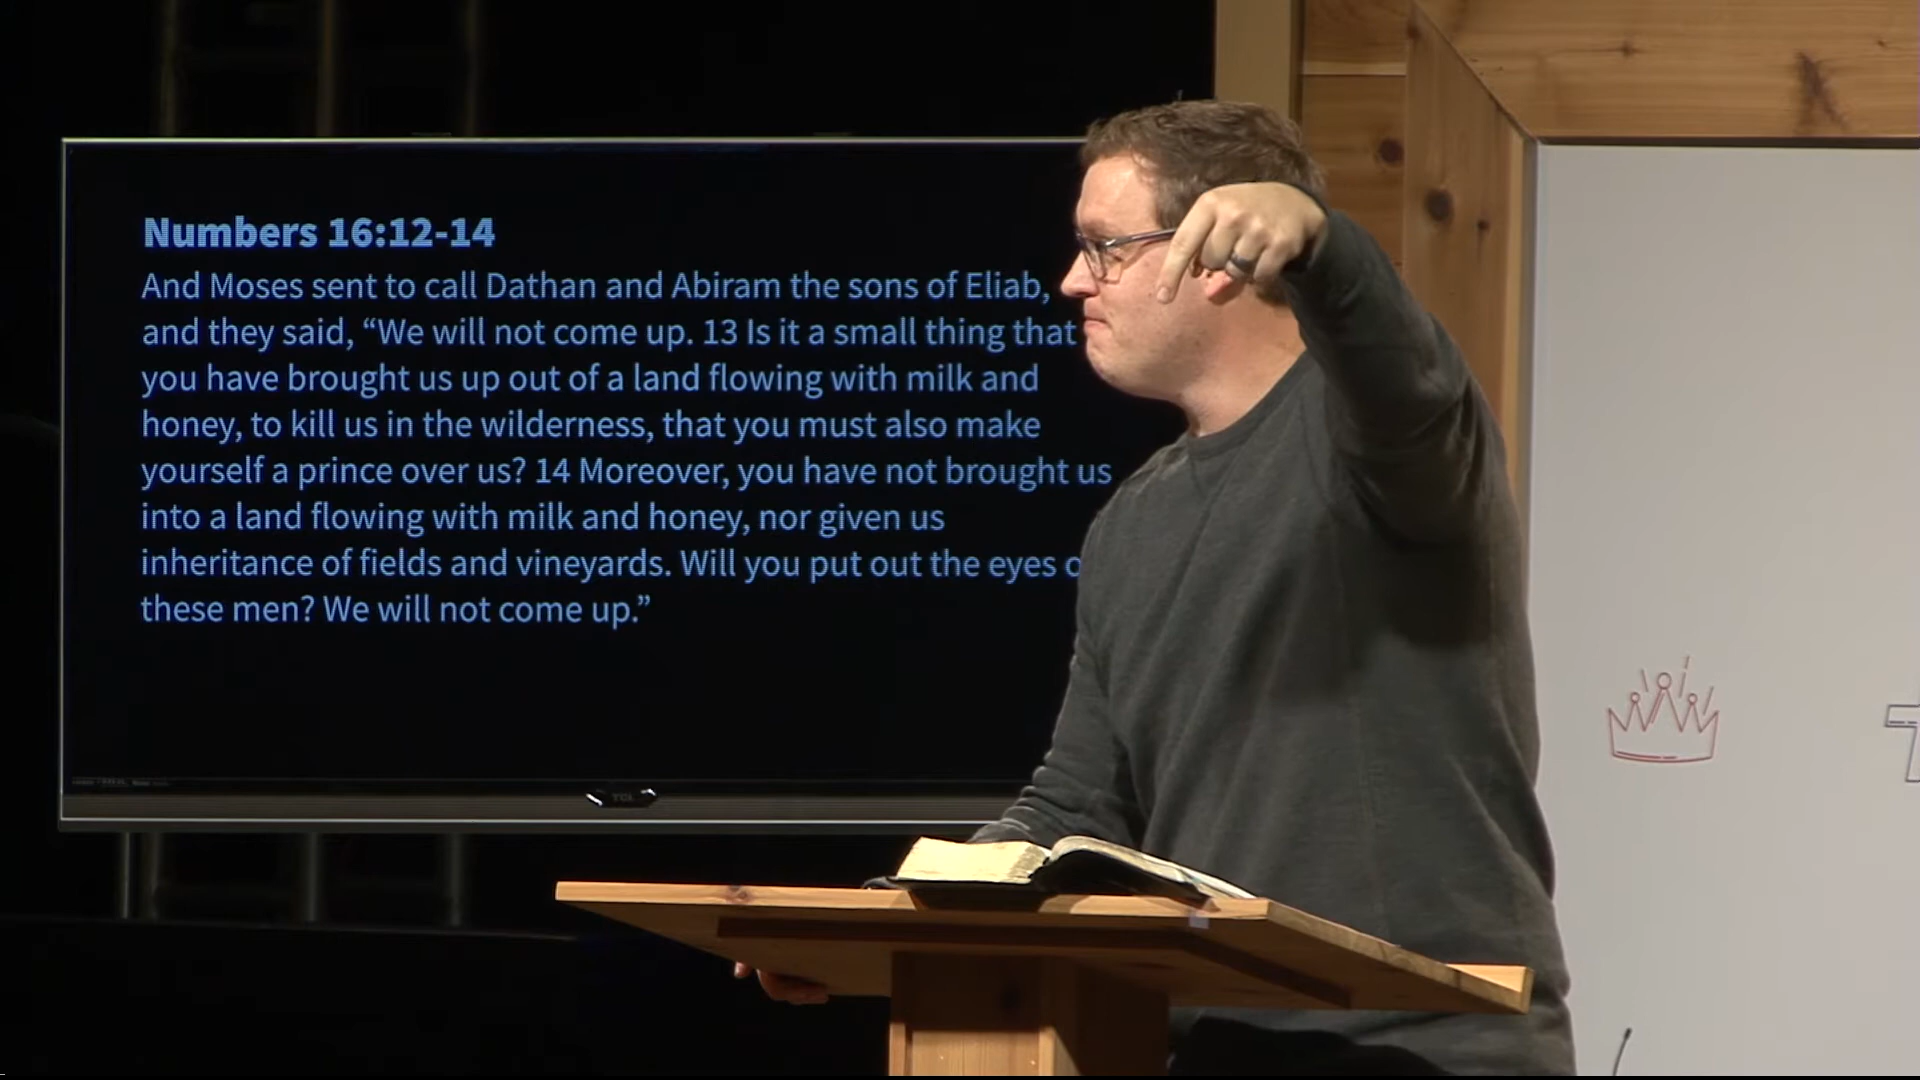 Numbers 16:12-14
And Moses sent to call Dathan and Abiram the sons of Eliab,
and they said, “We will not come up. 13 Is it a small thing that
you have brought us up out of a land flowing with milk and
honey, to kill us in the wilderness, that you must also make
yourself a prince over us? 14 Moreover, you have not brought us
into a land flowing with milk and honey, nor given us
inheritance of fields and vineyards. Will you put out the eyes
these men? We will not come up.”
TCL